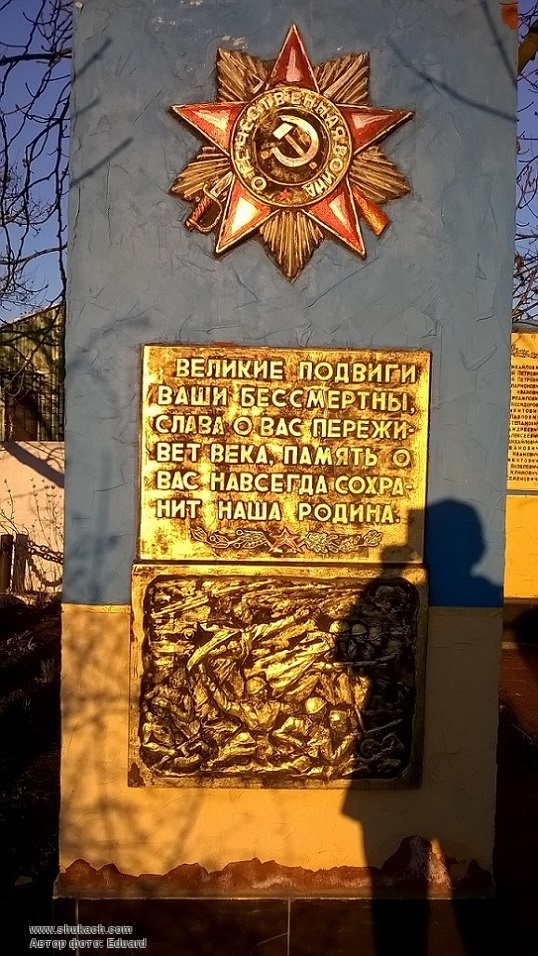 ОТЕЧЕСТВЕННАЯ ВОЙНА
ВЕЛИКИЕ ПОДВИГИ
ВАШИ БЕССМЕРТНЫ,
СЛАВА О ВАС ПЕРЕЖИ-
ВЕТ ВЕКА, ПАМЯТЬ О
ВАС НАВСЕГДА СОХРА-
НИТ НАША РОДИНА.
www.shukach.com
Автор фото: Eduard